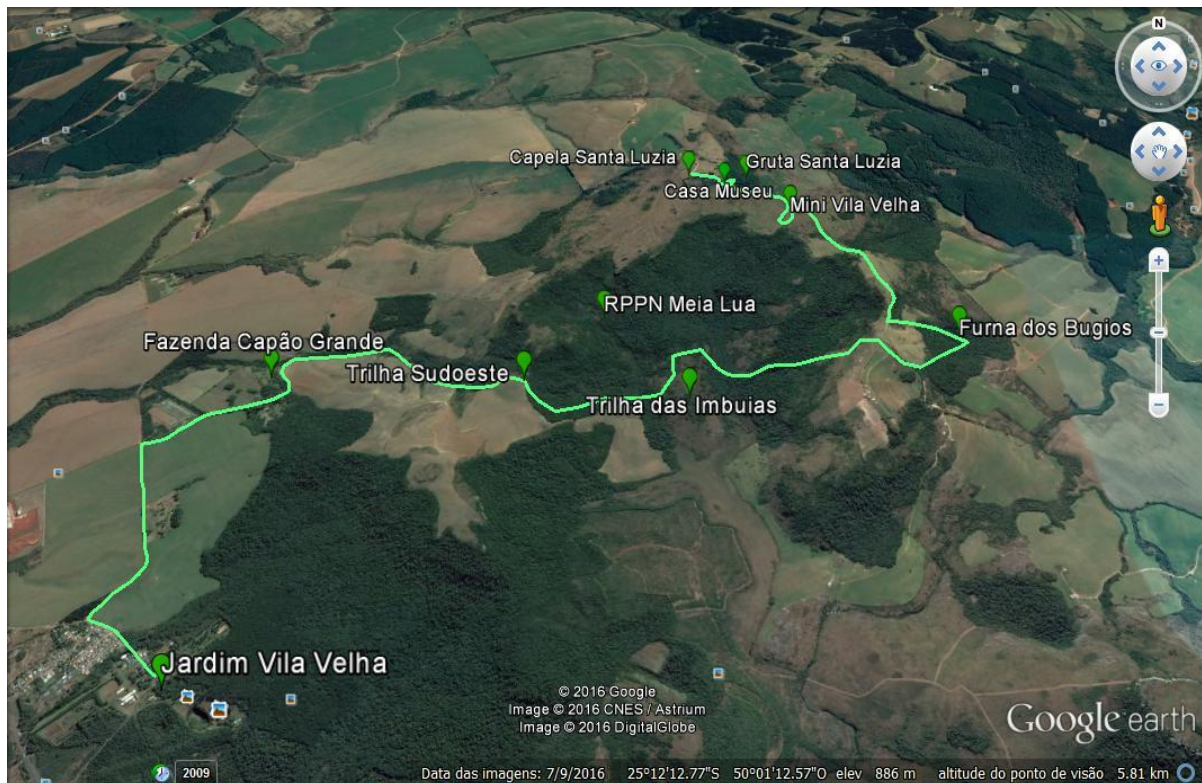 N
Capela Santa Luzia
Gruta Santa Luzia
Casa Museu
Mini Vila Velha
RPPN Meia Lua
Furna dos Bugios
Fazenda Capão Grande
Trilha Sudoeste
Trilha das Imbuias
Jardim Vila Velha
© 2016 Google
Image © 2016 CNES / Astrium
Image © 2016 DigitalGlobe
Google earth
2009
Data das imagens: 7/9/2016 25°12'12.77"S 50°01'12.57"O elev 886 m altitude do ponto de visão 5.81 km